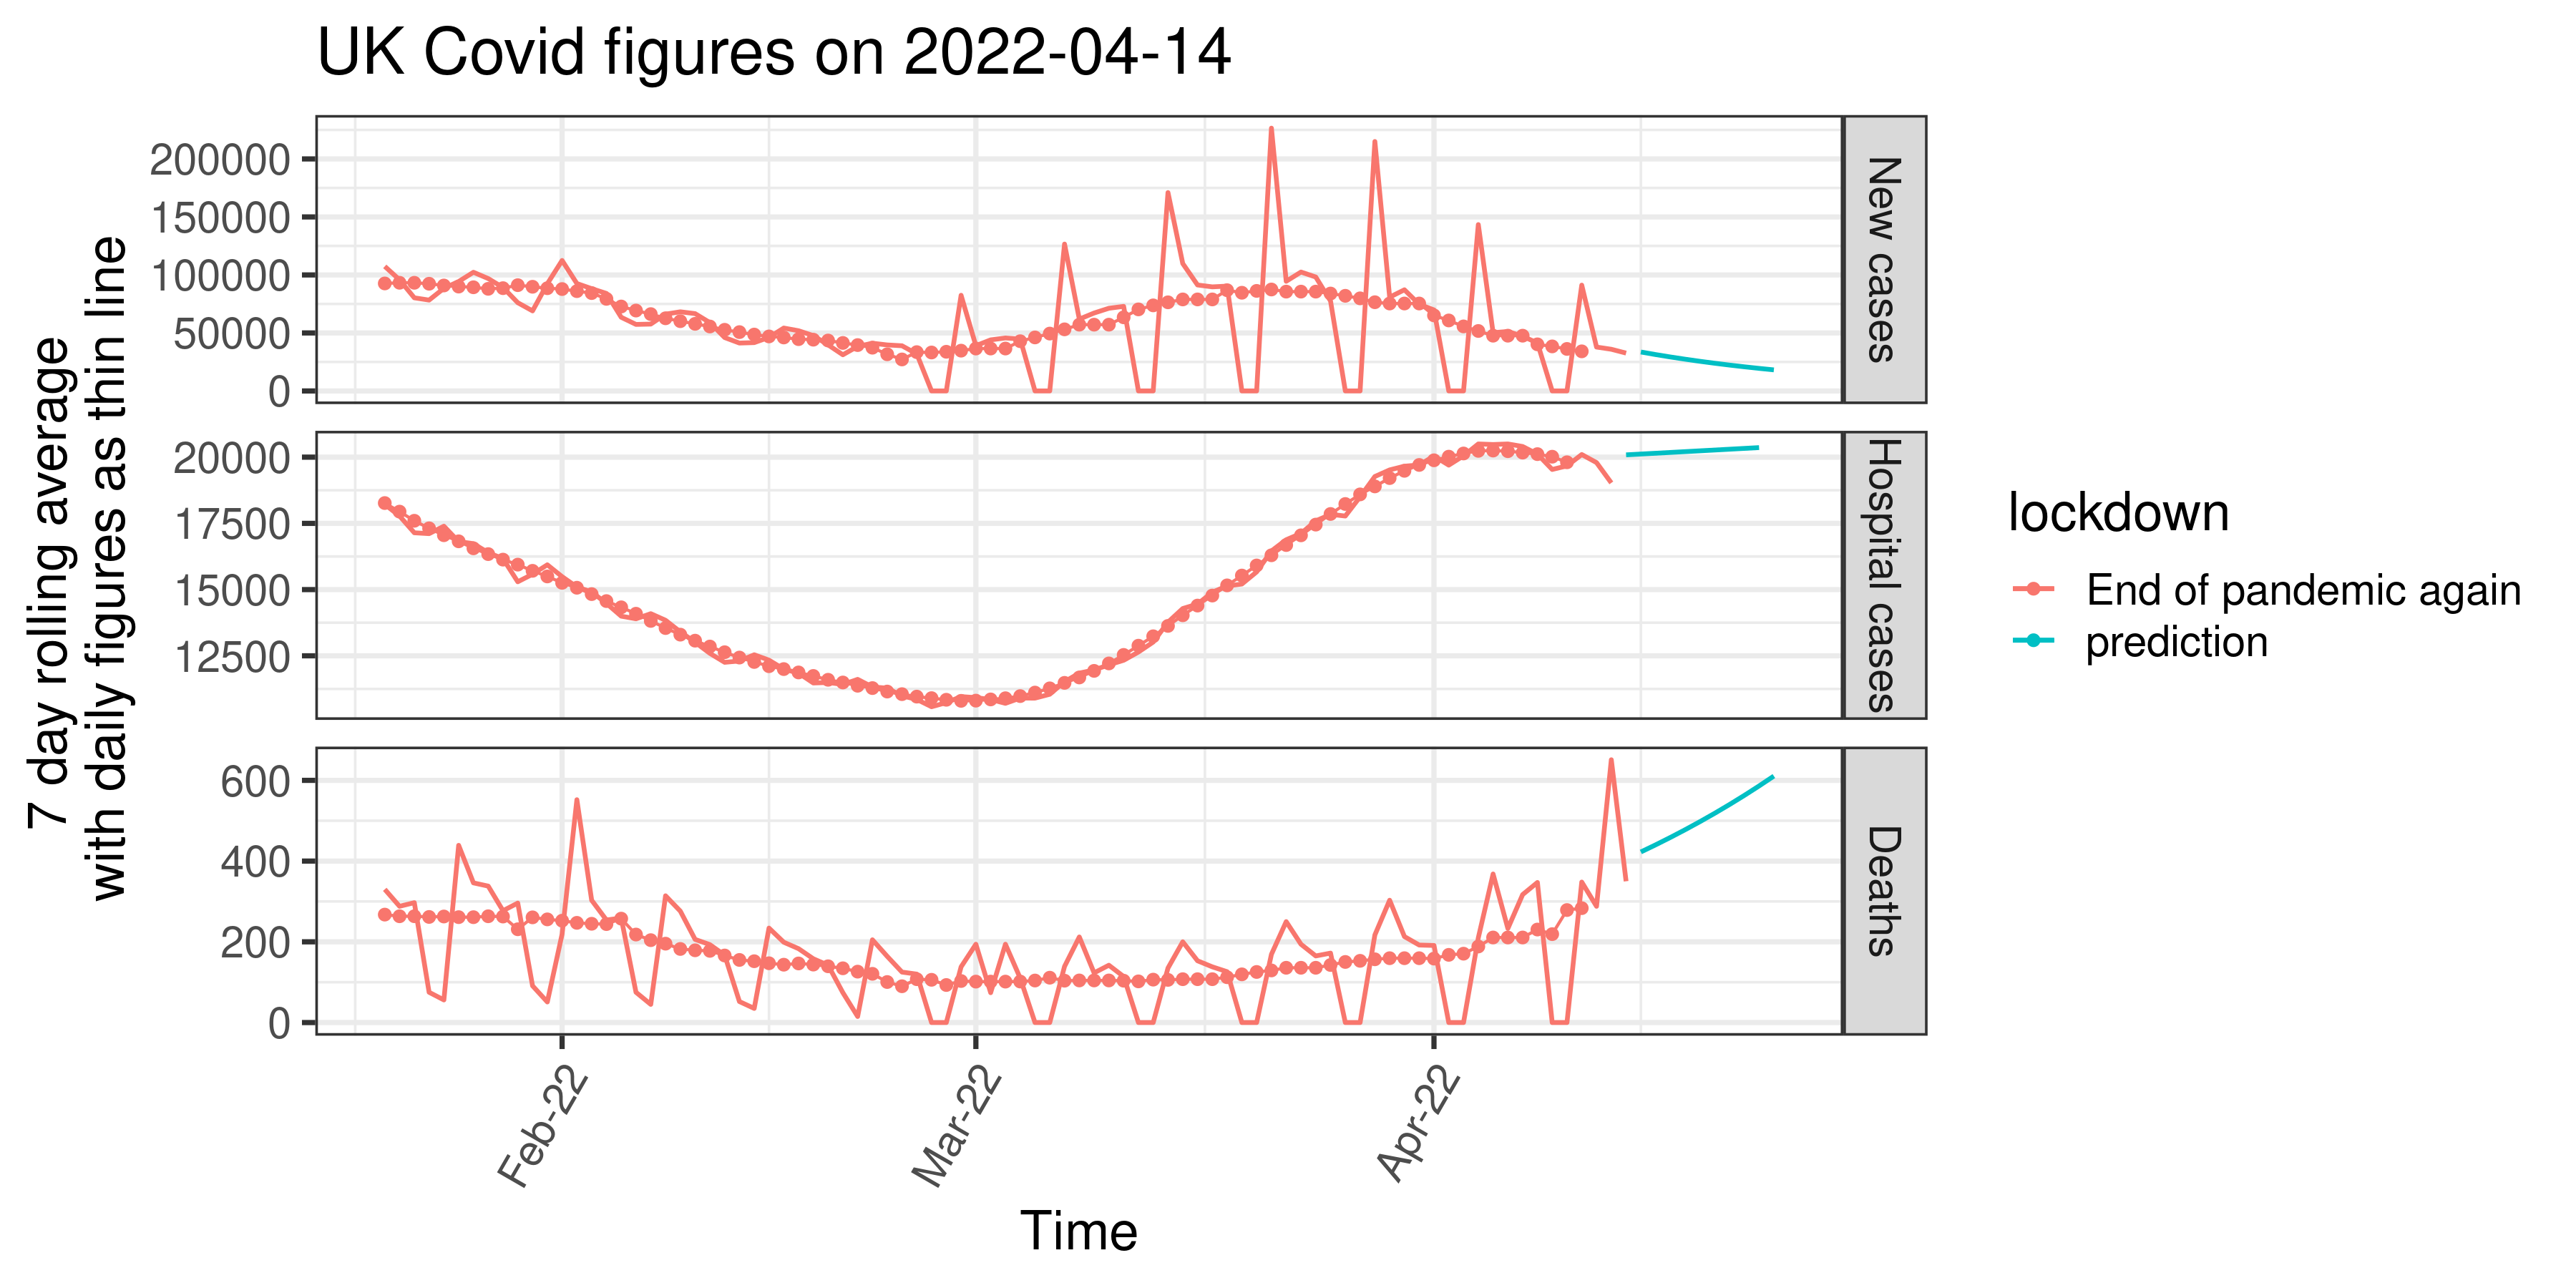 UK Covid figures on 2022-04-14
7 day rolling average
with daily figures as thin line
200000
150000
100000
50000
0
New cases
20000
17500
15000
12500
Hospital cases
600
400
200
0
Deaths
Feb-22
Mar-22
Apr-22
Time
lockdown
End of pandemic again
prediction